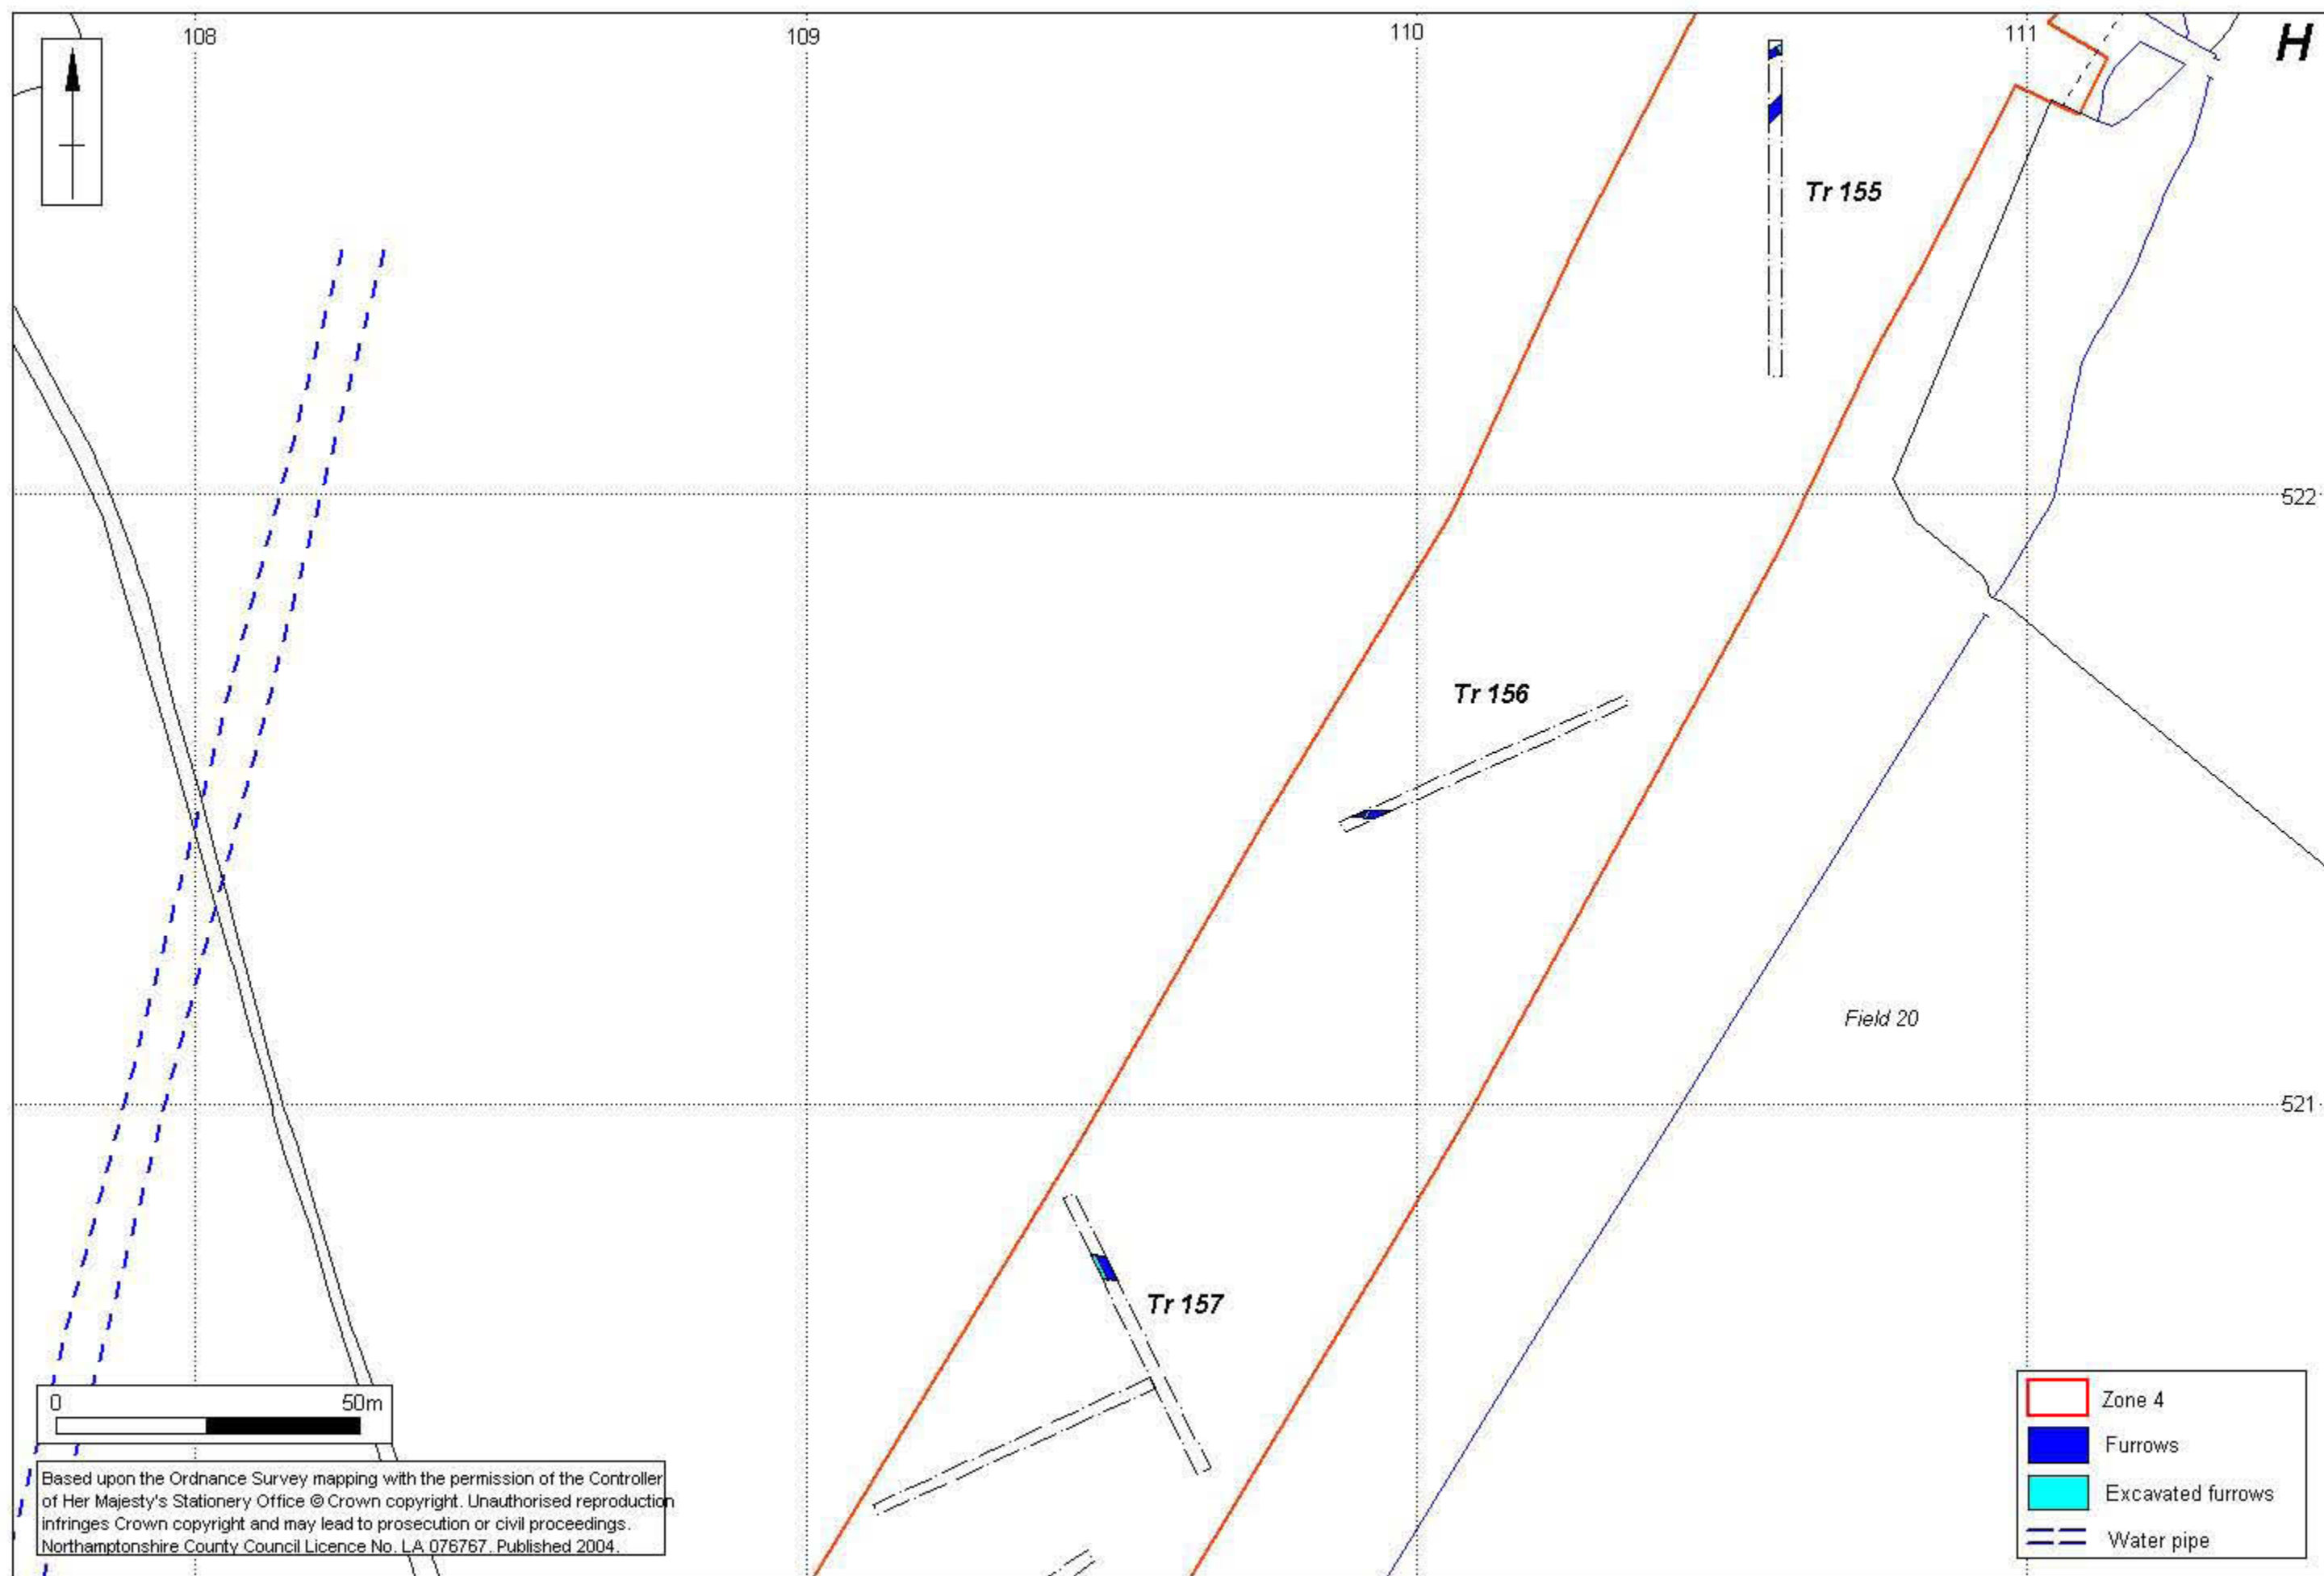 108
109
110
111
H
Tr 155
522
Tr 156
Field 20
521
Tr 157
0 50m
Based upon the Ordnance Survey mapping with the permission of the Controller
of Her Majesty's Stationery Office © Crown copyright. Unauthorised reproduction
infringes Crown copyright and may lead to prosecution or civil proceedings.
Northamptonshire County Council Licence No. LA 076767. Published 2004.
Zone 4
Furrows
Excavated furrows
Water pipe